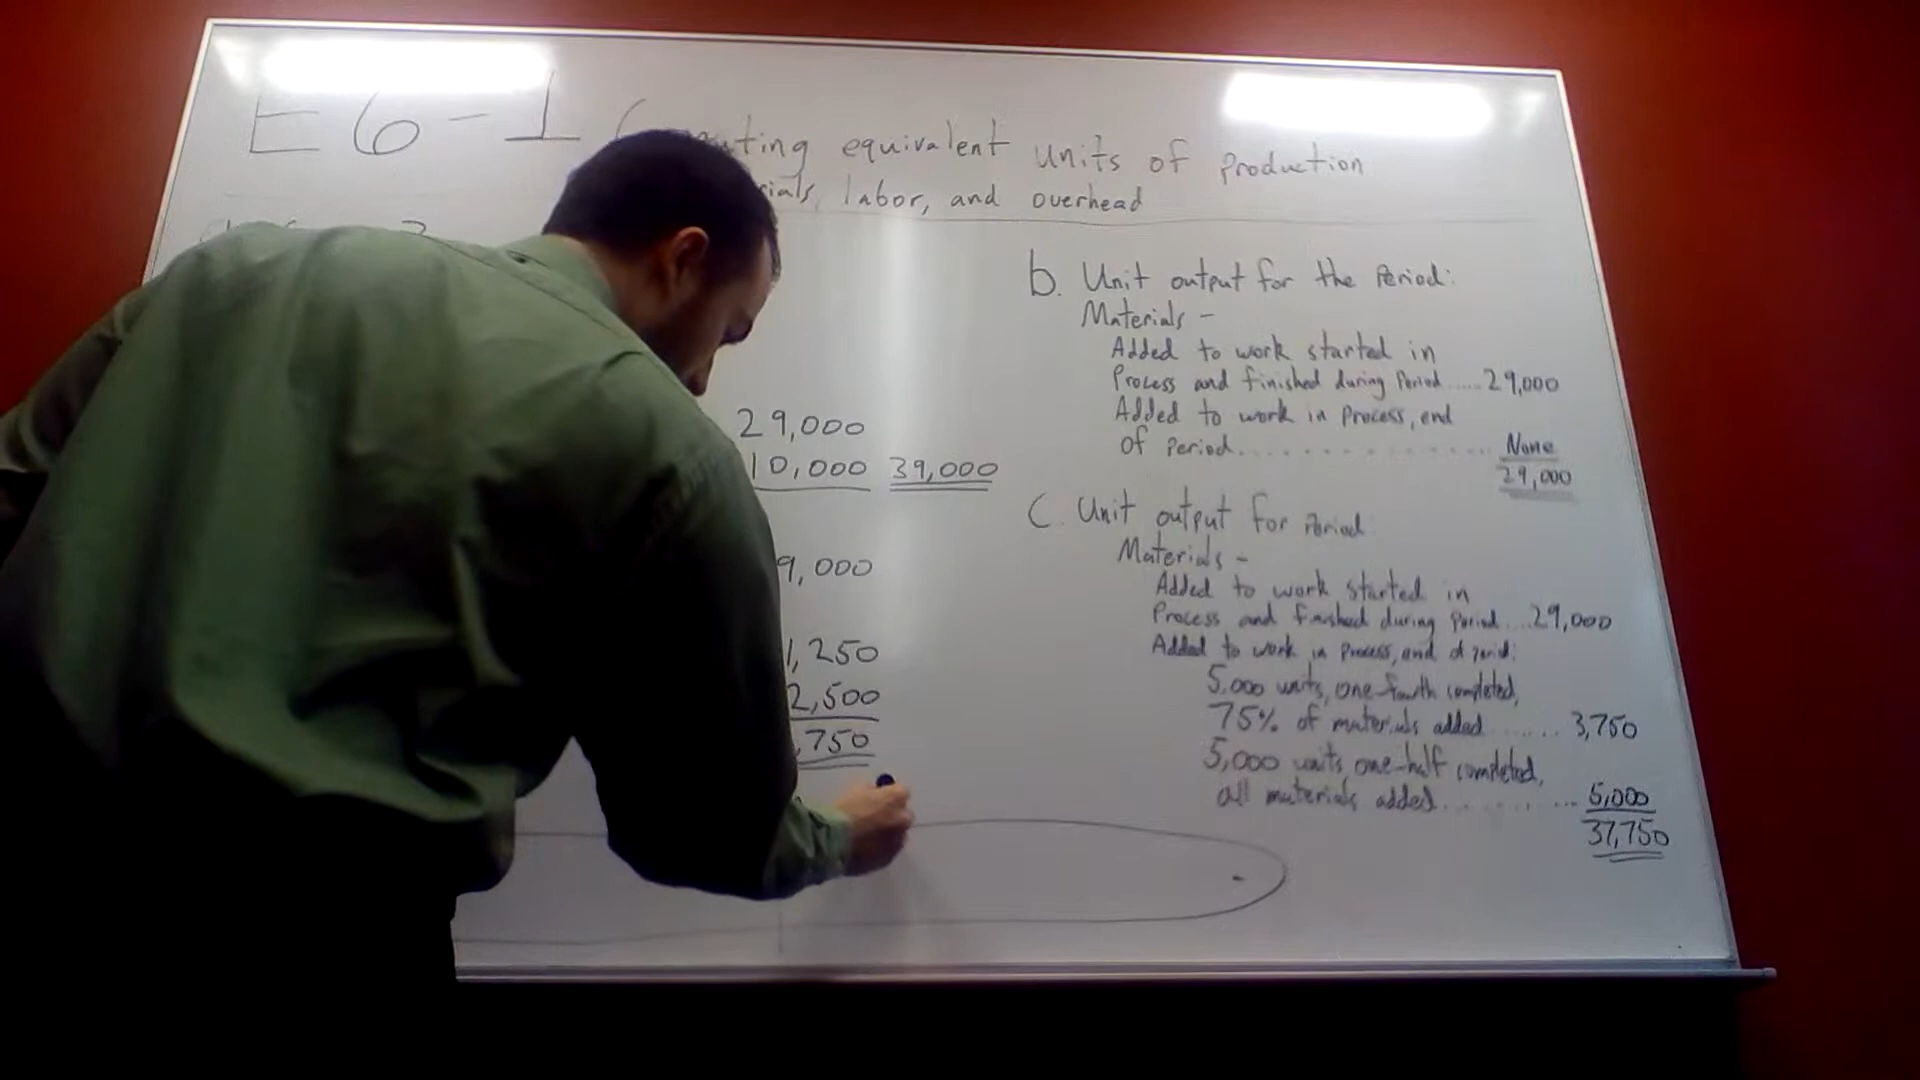 E6-1 equivalent units of production
labor, and overhead
29,000
10,000 39,000
9,000
1,250
2,500
,750
b. Unit output for the Period:
Materials -
Added to work started in
Process and finished during Period.....29,000
Added to work in Process, end
of Period.............. None
29,000
C. Unit output for Period
Materials -
Added to work started in
Process and finished during Period...29,000
Added to work in Process, end of period:
5,000 units, one-fourth completed,
75% of materials added....... 3,750
5,000 units one-half completed,
all materials added.......... 5,000
37,750